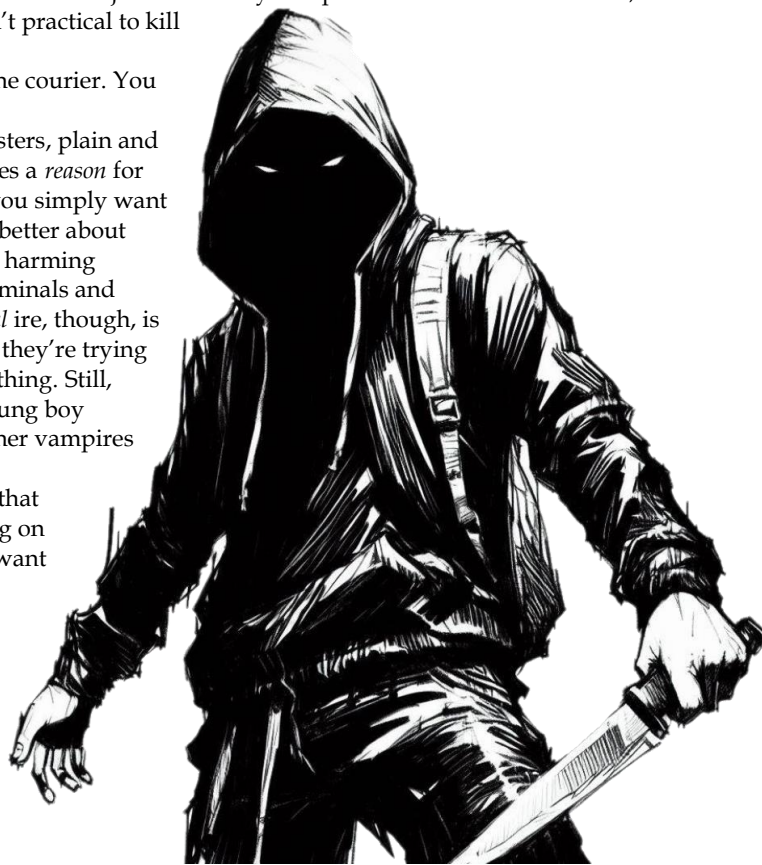 ’t practical to kill
ne courier. You
sters, plain and
es a reason for
you simply want
better about
harming
minals and
l ire, though, is
they’re trying
thing. Still,
ung boy
her vampires
that
g on
want